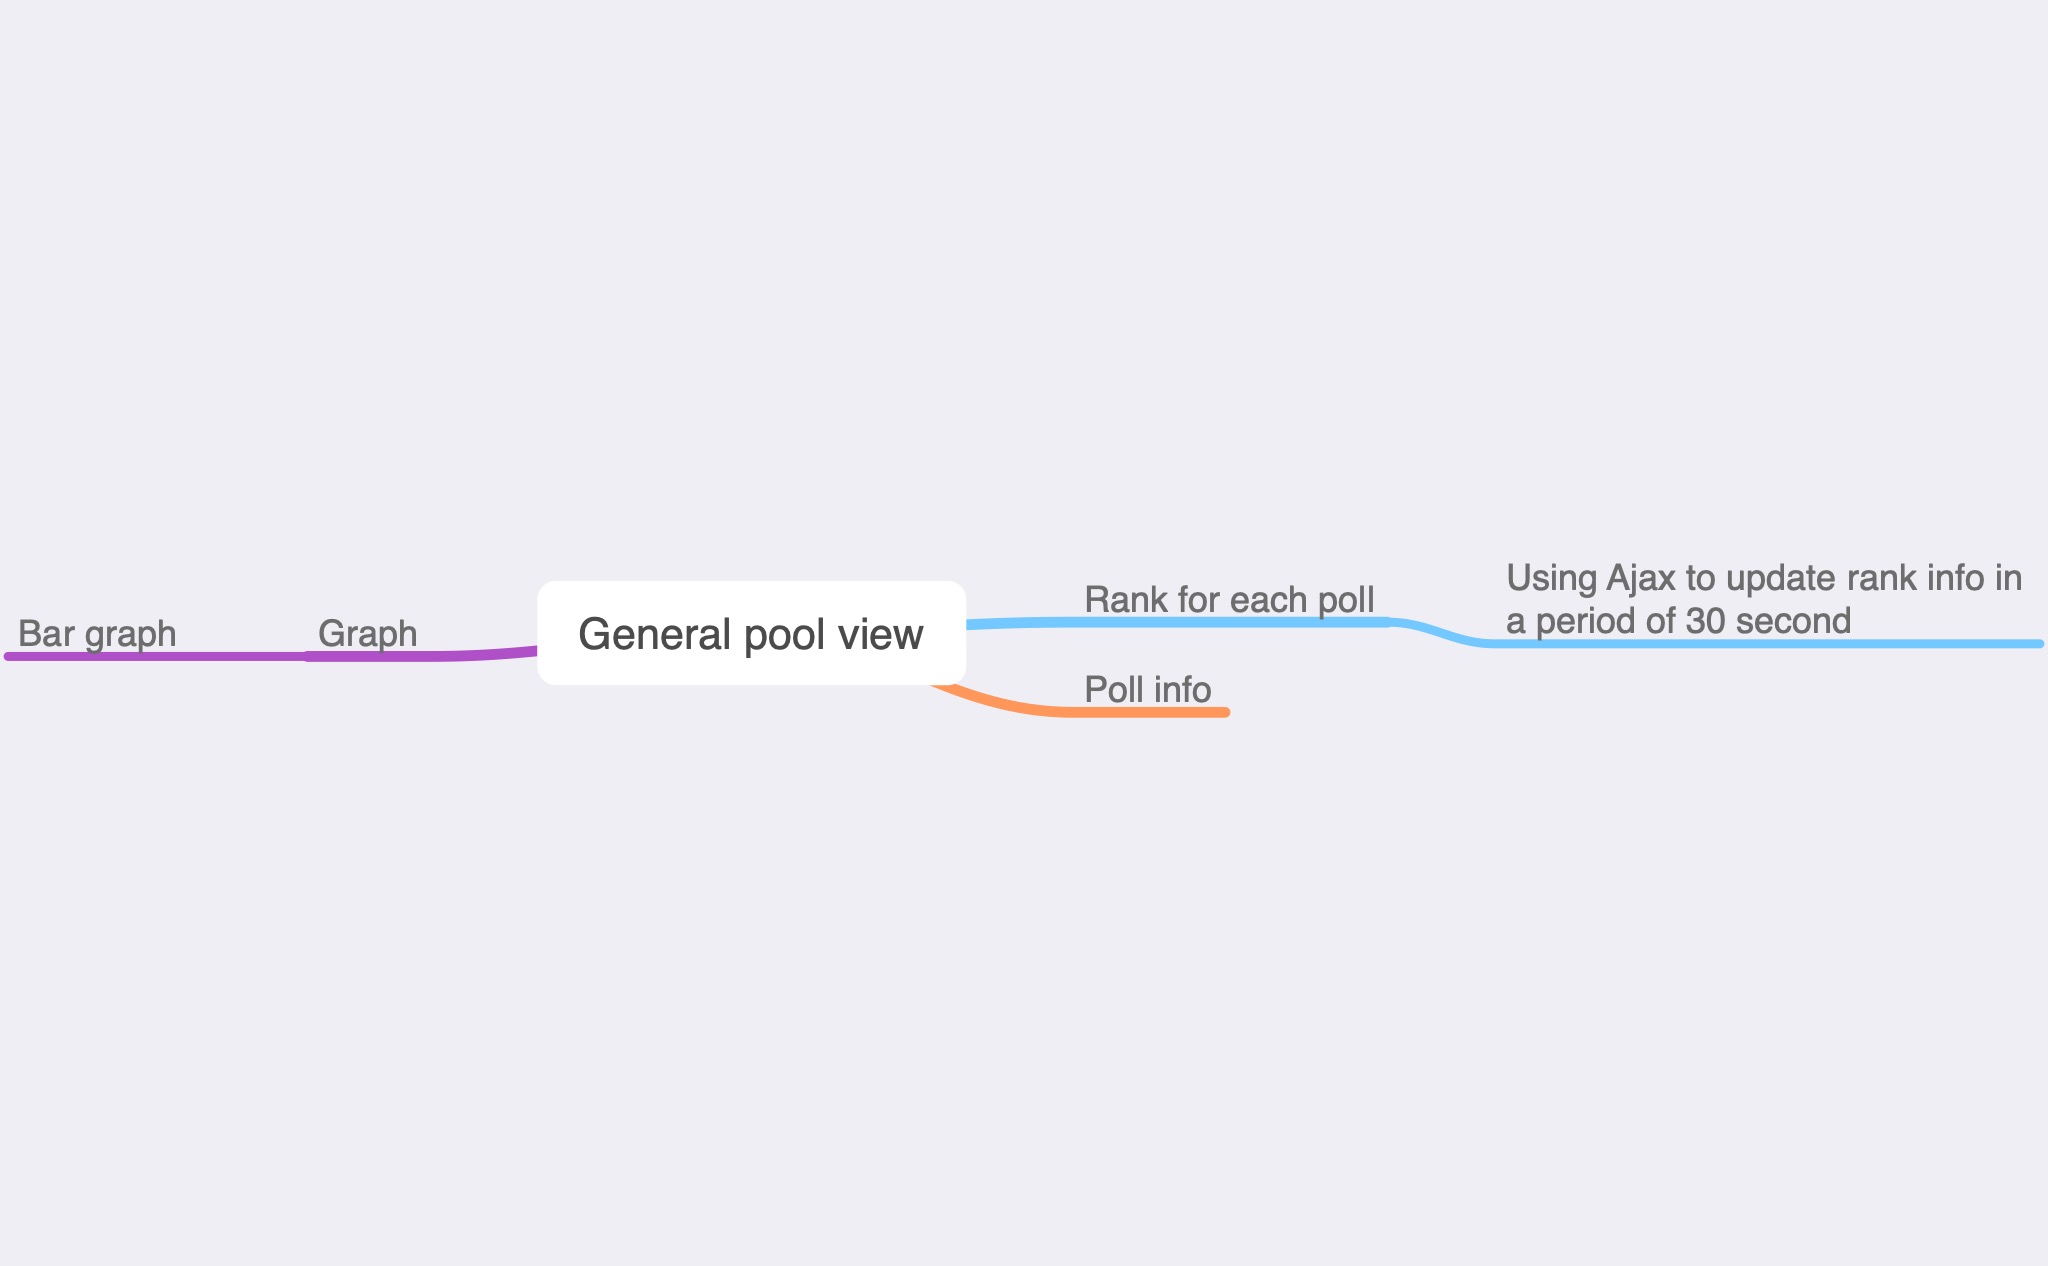 Bar graph
Graph
General pool view
Rank for each poll
Using Ajax to update rank info in
a period of 30 second
Poll info